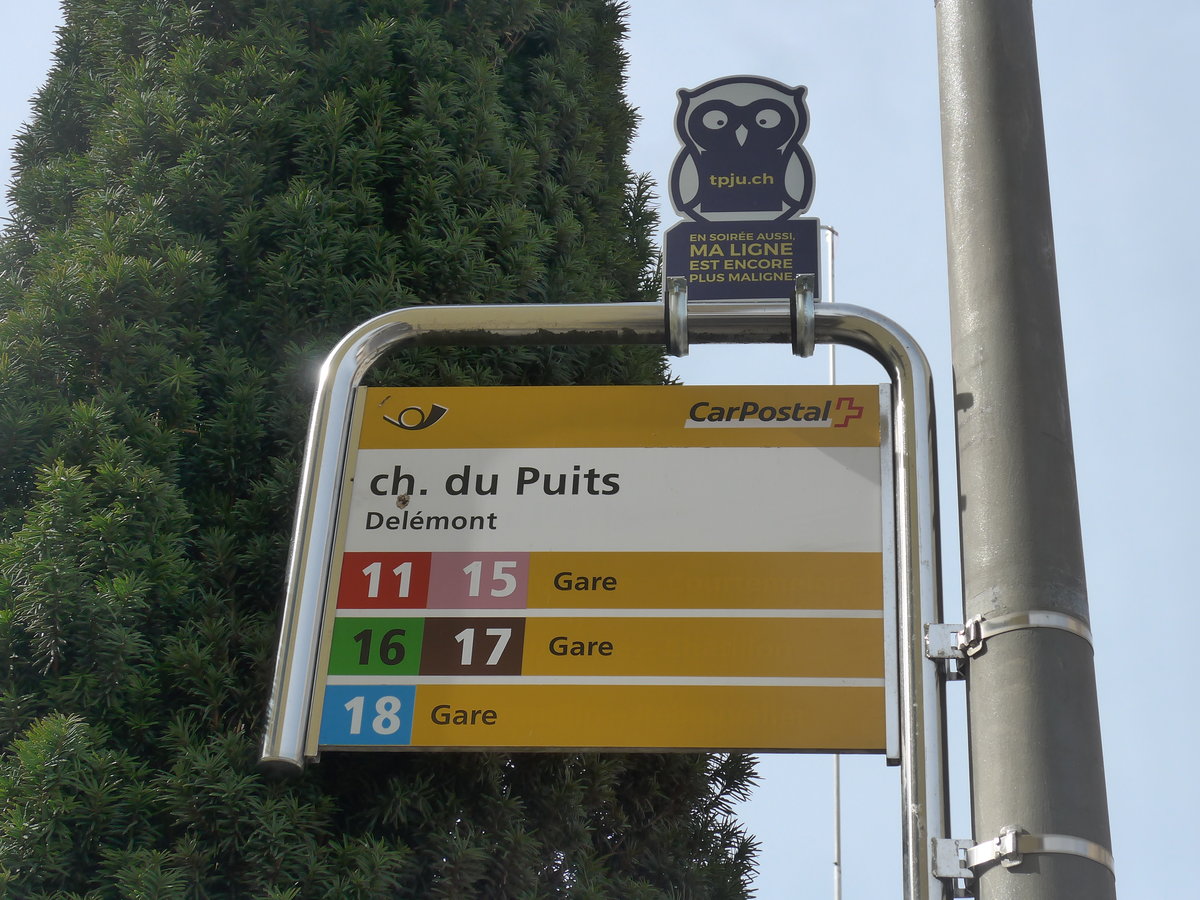 tpju.ch
EN SOIRÉE AUSSI,
MA LIGNE
EST ENCORE
PLUS MALIGNE
CarPostal
ch. du Puits
Delémont
11 15 Gare
16 17 Gare
18 Gare